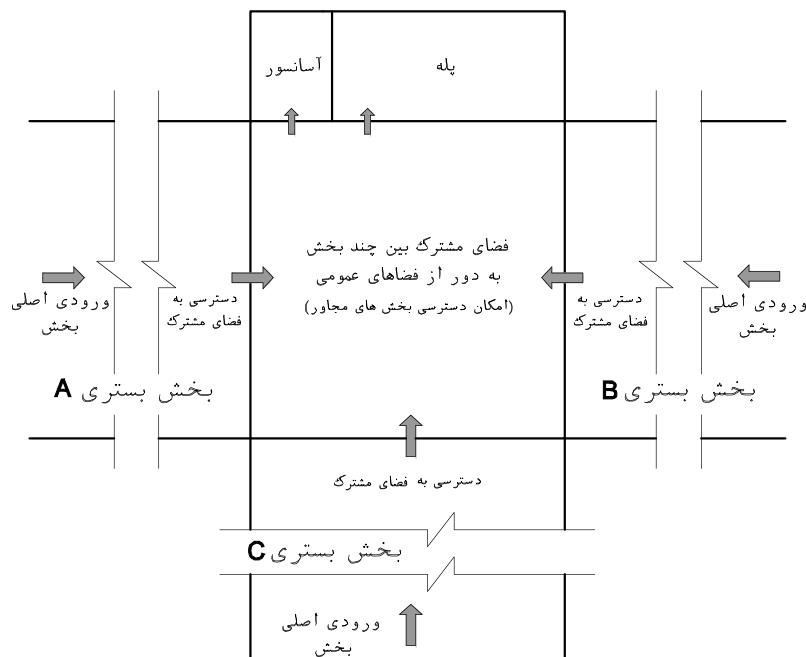 پله
آسانسور
فضای مشترک بین چند بخش
به دور از فضاهای عمومی
(امکان دسترسی بخش های مجاور)
ورودی اصلی
بخش
دسترسی به
فضای مشترک
دسترسی به
فضای مشترک
ورودی اصلی
بخش
بخش بستری B
بخش بستری A
دسترسی به فضای مشترک
بخش بستری C
ورودی اصلی
بخش